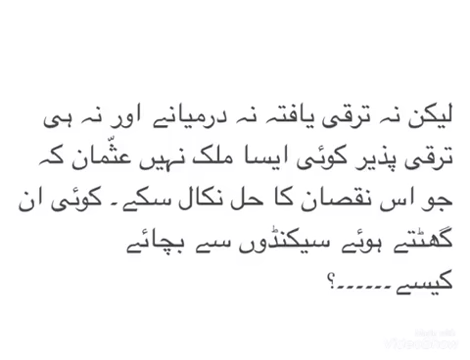 لیکن نہ ترقی یافتہ نہ درمیانے اور نہ ہی
ترقی پذیر کوئی ایسا ملک نہیں عثّمان کہ
جو اس نقصان کا حل نکال سکے۔ کوئی ان
گھٹتے ہوئے سیکنڈوں سے بچائے
کیسے۔۔۔۔۔۔؟